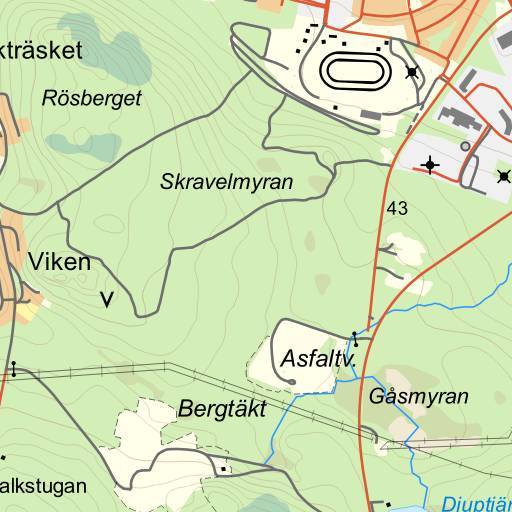 kträsket
Rösberget
Skravelmyran
43
Viken
Asfaltv.
Gåsmyran
Bergtäkt
alkstugan
Djuptjär